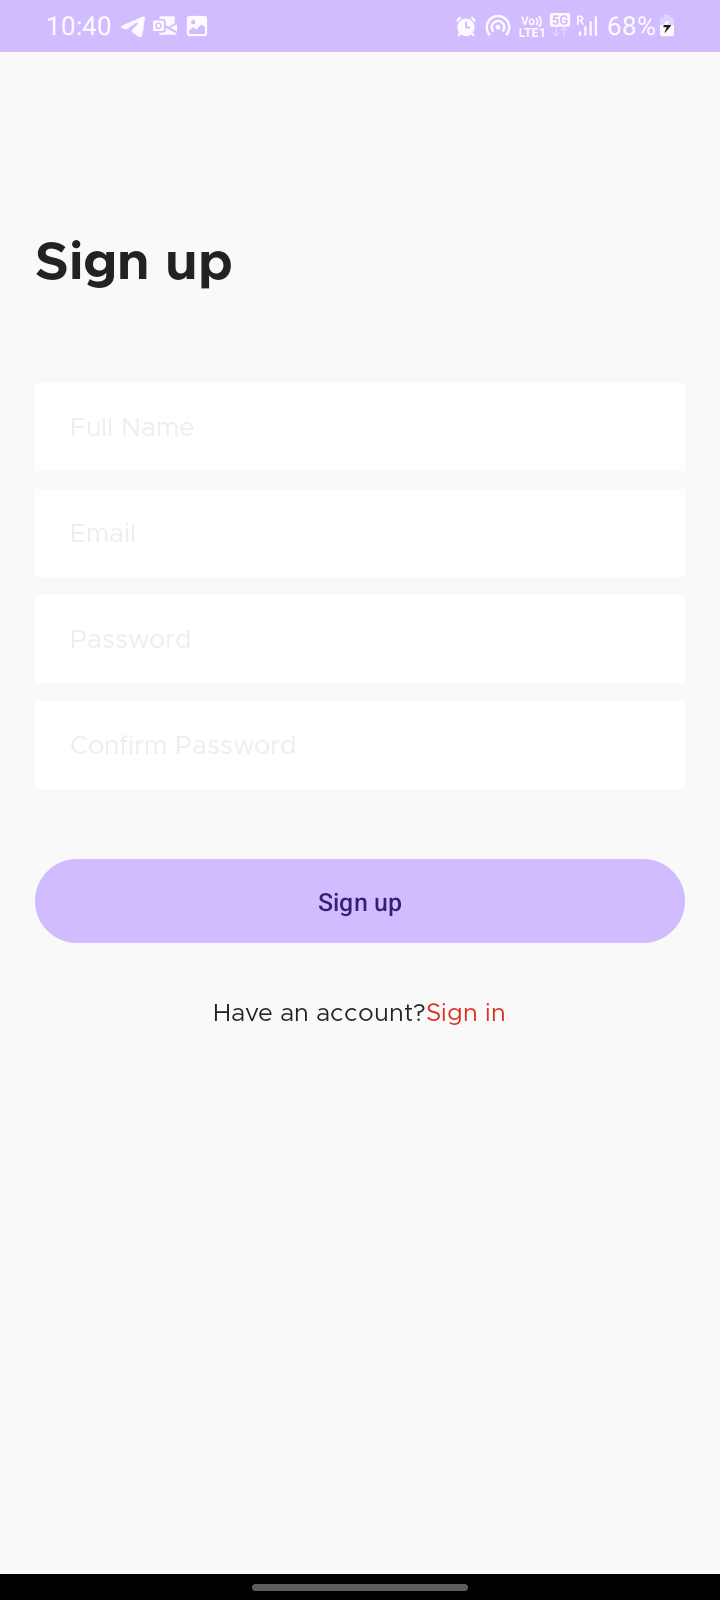 10:40 Vo)) LTE1 5G R 68%
Sign up
Full Name
Email
Password
Confirm Password
Sign up
Have an account?Sign in